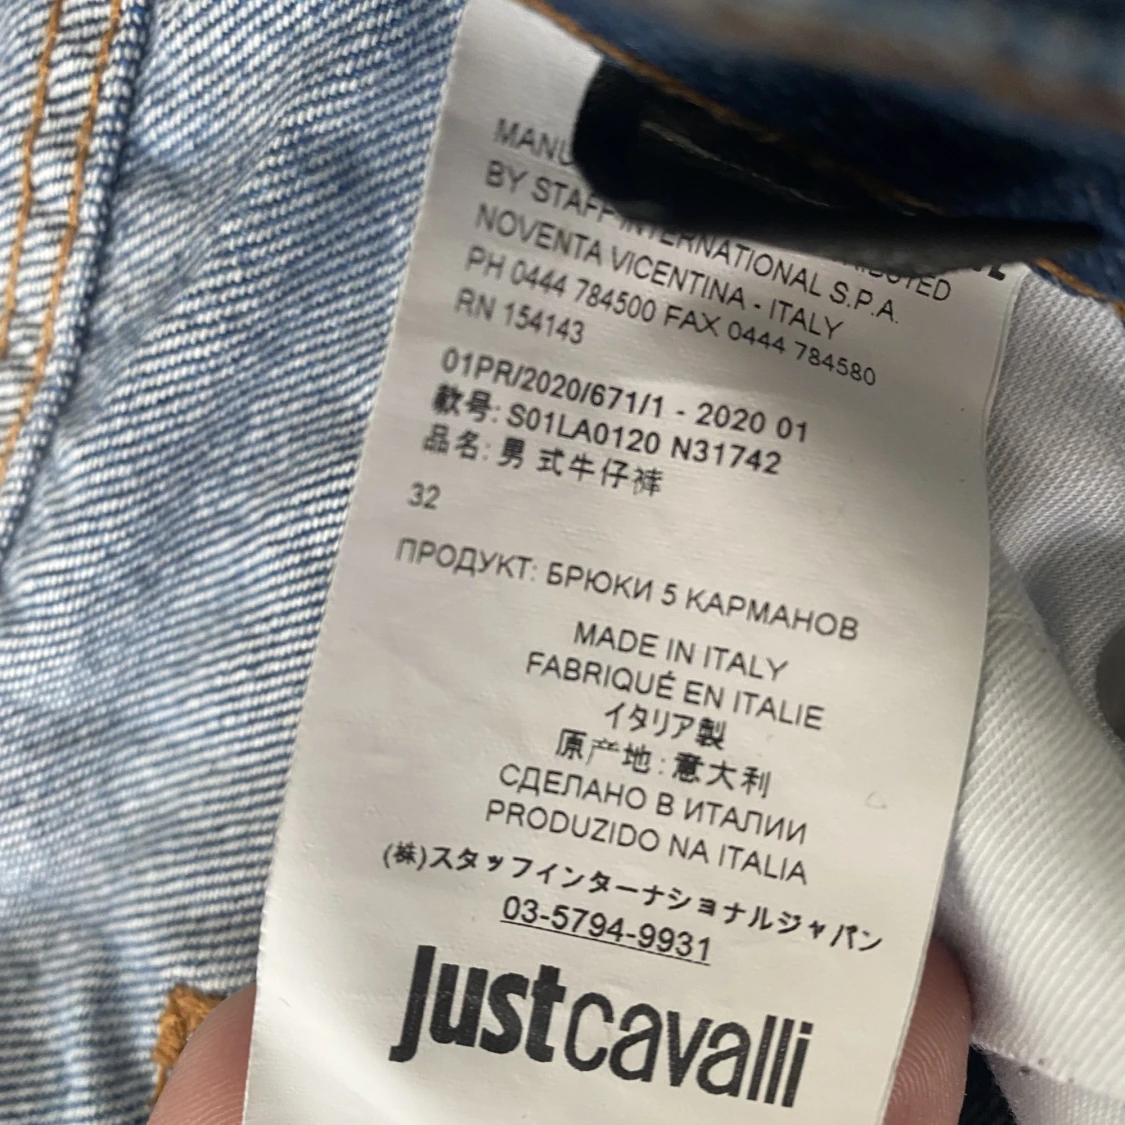 BY STAFF INTERNATIONAL S.P.A.
NOVENTA VICENTINA - ITALY
PH 0444 784500 FAX 0444 784580
RN 154143
01PR/2020/671/1 - 2020 01
款号: S01LA0120 N31742
品名: 男 式牛仔裤
32
ПРОДУКТ: БРЮКИ 5 КАРМАНОВ
MADE IN ITALY
FABRIQUÉ EN ITALIE
イタリア製
原产地: 意大利
СДЕЛАНО В ИТАЛИИ
PRODUZIDO NA ITALIA
(株)スタッフインターナショナルジャパン
03-5794-9931
justcavalli